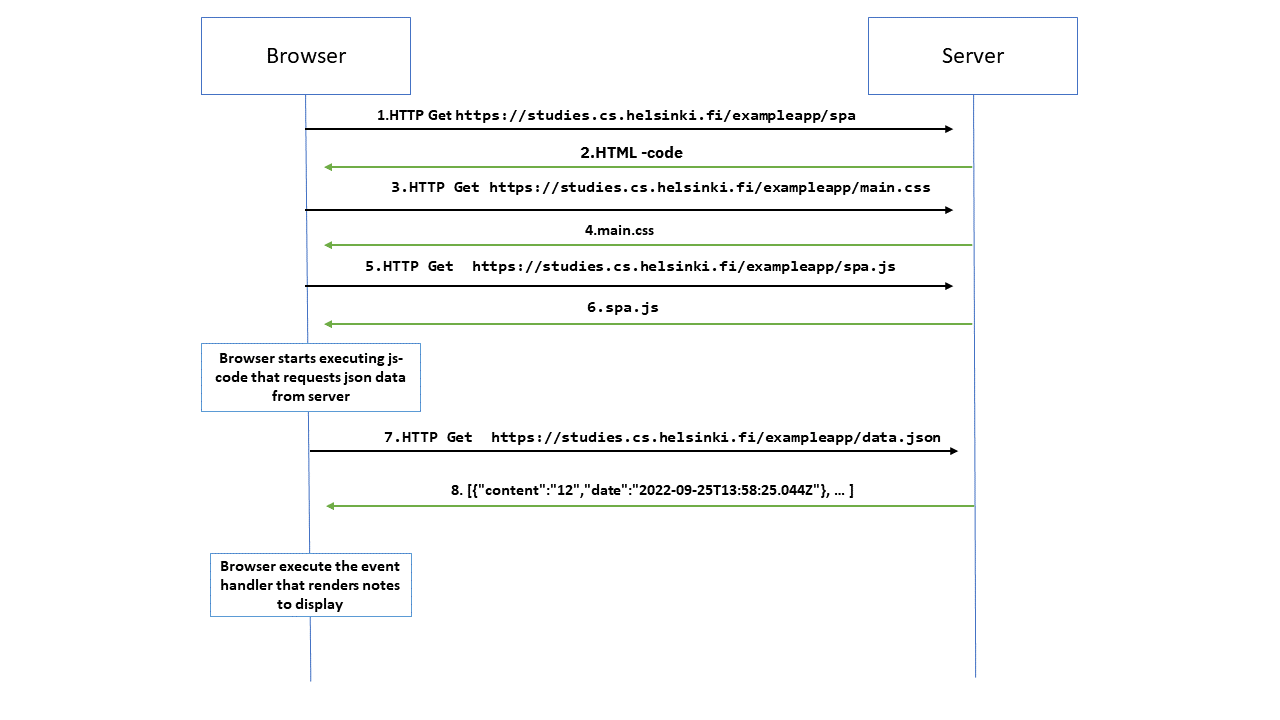 Browser
Server
1.HTTP Get https://studies.cs.helsinki.fi/exampleapp/spa
2.HTML -code
3.HTTP Get https://studies.cs.helsinki.fi/exampleapp/main.css
4.main.css
5.HTTP Get https://studies.cs.helsinki.fi/exampleapp/spa.js
6.spa.js
Browser starts executing js-
code that requests json data
from server
7.HTTP Get https://studies.cs.helsinki.fi/exampleapp/data.json
8. [{"content":"12","date":"2022-09-25T13:58:25.044Z"}, ... ]
Browser execute the event
handler that renders notes
to display